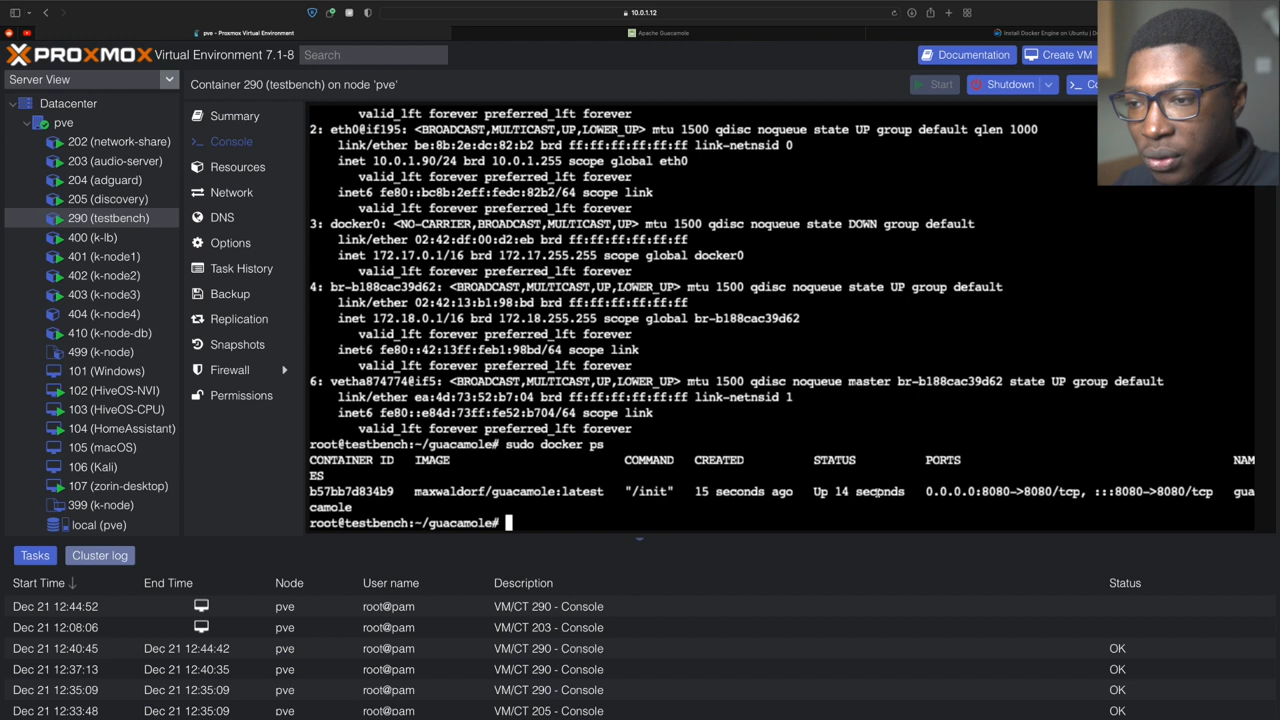 10.0.1.12
pve - Proxmox Virtual Environment
Apache Guacamole
Install Docker Engine on Ubuntu | D
PROXMOX Virtual Environment 7.1-8
Search
Documentation
Create VM
Server View
Container 290 (testbench) on node 'pve'
Start
Shutdown
Co
Datacenter
pve
202 (network-share)
203 (audio-server)
204 (adguard)
205 (discovery)
290 (testbench)
400 (k-lb)
401 (k-node1)
402 (k-node2)
403 (k-node3)
404 (k-node4)
410 (k-node-db)
499 (k-node)
101 (Windows)
102 (HiveOS-NVI)
103 (HiveOS-CPU)
104 (HomeAssistant)
105 (macOS)
106 (Kali)
107 (zorin-desktop)
399 (k-node)
local (pve)
Summary
Console
Resources
Network
DNS
Options
Task History
Backup
Replication
Snapshots
Firewall
Permissions
valid_lft forever preferred_lft forever
2: eth0@if195: <BROADCAST,MULTICAST,UP,LOWER_UP> mtu 1500 qdisc noqueue state UP group default qlen 1000
link/ether be:8b:2e:dc:82:b2 brd ff:ff:ff:ff:ff:ff link-netnsid 0
inet 10.0.1.90/24 brd 10.0.1.255 scope global eth0
valid_lft forever preferred_lft forever
inet6 fe80::bc8b:2eff:fedc:82b2/64 scope link
valid_lft forever preferred_lft forever
3: docker0: <NO-CARRIER,BROADCAST,MULTICAST,UP> mtu 1500 qdisc noqueue state DOWN group default
link/ether 02:42:df:00:d2:eb brd ff:ff:ff:ff:ff:ff
inet 172.17.0.1/16 brd 172.17.255.255 scope global docker0
valid_lft forever preferred_lft forever
4: br-b188cac39d62: <BROADCAST,MULTICAST,UP,LOWER_UP> mtu 1500 qdisc noqueue state UP group default
link/ether 02:42:13:b1:98:bd brd ff:ff:ff:ff:ff:ff
inet 172.18.0.1/16 brd 172.18.255.255 scope global br-b188cac39d62
valid_lft forever preferred_lft forever
inet6 fe80::42:13ff:feb1:98bd/64 scope link
valid_lft forever preferred_lft forever
6: vetha874774@if5: <BROADCAST,MULTICAST,UP,LOWER_UP> mtu 1500 qdisc noqueue master br-b188cac39d62 state UP group default
link/ether ea:4d:73:52:b7:04 brd ff:ff:ff:ff:ff:ff link-netnsid 1
inet6 fe80::e84d:73ff:fe52:b704/64 scope link
valid_lft forever preferred_lft forever
root@testbench:~/guacamole# sudo docker ps
CONTAINER ID IMAGE COMMAND CREATED STATUS PORTS NAM
ES
b57bb7d834b9 maxwaldorf/guacamole:latest "/init" 15 seconds ago Up 14 seconds 0.0.0.0:8080->8080/tcp, :::8080->8080/tcp gua
camole
root@testbench:~/guacamole#
Tasks
Cluster log
Start Time End Time Node User name Description Status
Dec 21 12:44:52 pve root@pam VM/CT 290 - Console
Dec 21 12:08:06 pve root@pam VM/CT 203 - Console
Dec 21 12:40:45 Dec 21 12:44:42 pve root@pam VM/CT 290 - Console OK
Dec 21 12:37:13 Dec 21 12:40:35 pve root@pam VM/CT 290 - Console OK
Dec 21 12:35:09 Dec 21 12:35:09 pve root@pam VM/CT 290 - Console OK
Dec 21 12:33:48 Dec 21 12:35:09 pve root@pam VM/CT 205 - Console OK